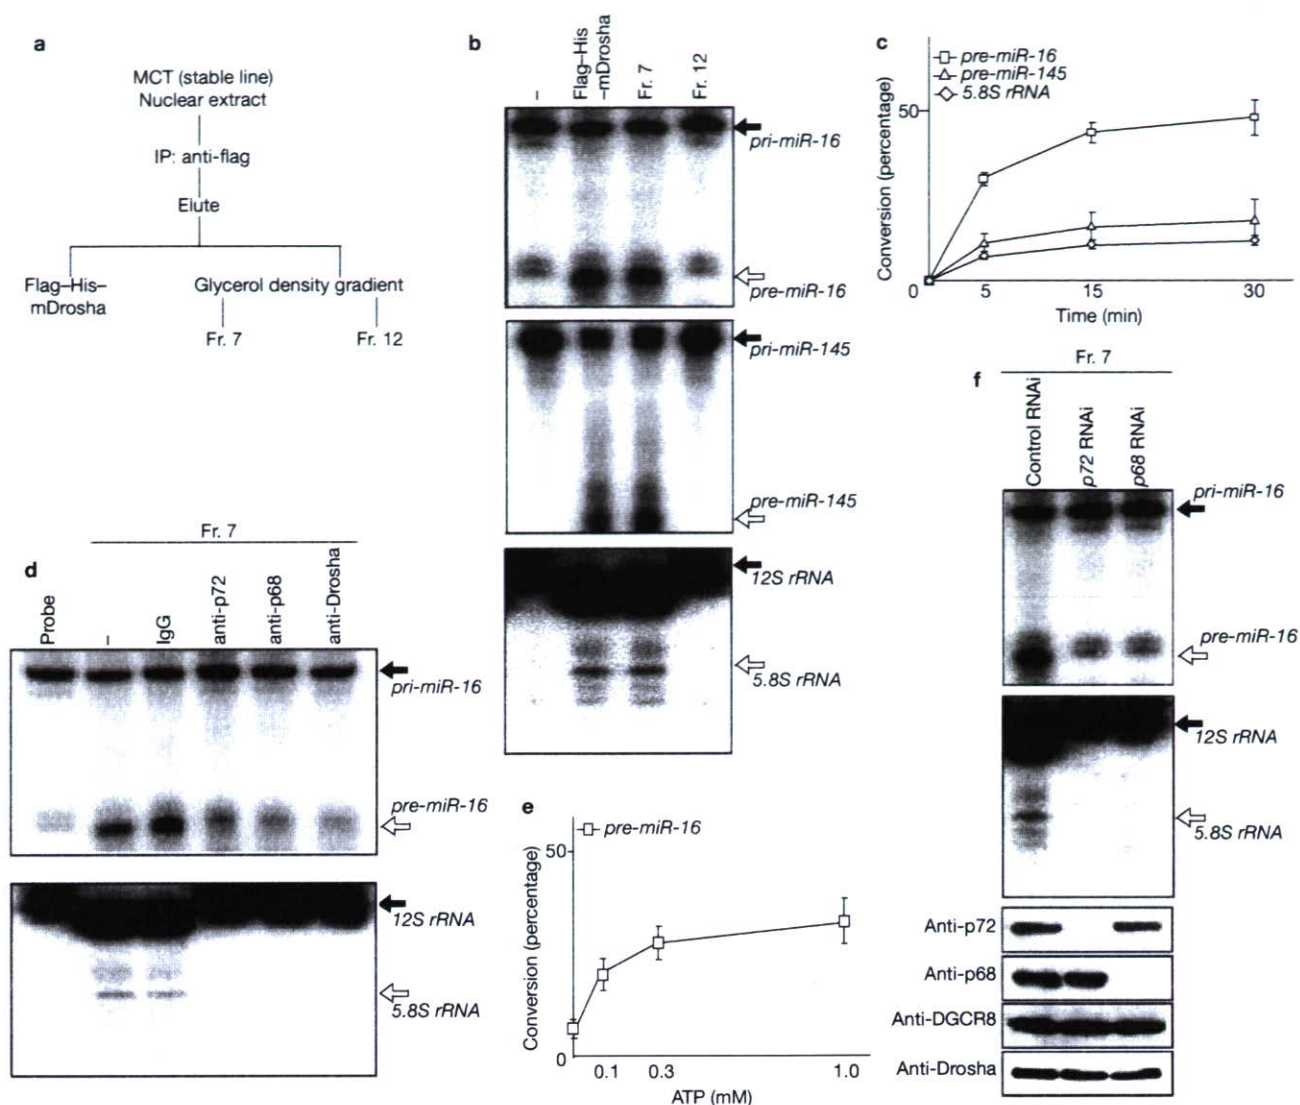 a
MCT (stable line)
Nuclear extract
IP: anti-flag
Elute
Flag–His–
mDrosha
Glycerol density gradient
Fr. 7
Fr. 12
b
–
Flag–His
–mDrosha
Fr. 7
Fr. 12
pri-miR-16
pre-miR-16
pri-miR-145
pre-miR-145
12S rRNA
5.8S rRNA
c
pre-miR-16
pre-miR-145
5.8S rRNA
Conversion (percentage)
50
0
5
15
30
Time (min)
d
Fr. 7
Probe
–
IgG
anti-p72
anti-p68
anti-Drosha
pri-miR-16
pre-miR-16
12S rRNA
5.8S rRNA
e
pre-miR-16
Conversion (percentage)
50
0
0.1
0.3
1.0
ATP (mM)
f
Fr. 7
Control RNAi
p72 RNAi
p68 RNAi
pri-miR-16
pre-miR-16
12S rRNA
5.8S rRNA
Anti-p72
Anti-p68
Anti-DGCR8
Anti-Drosha